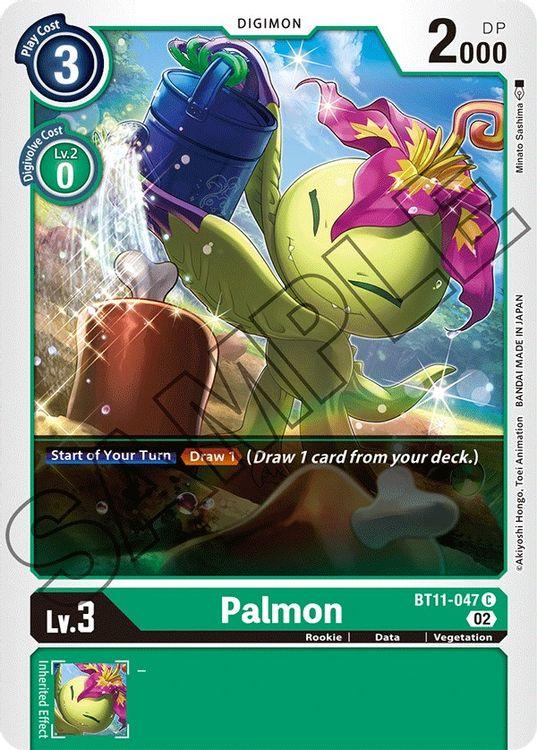 DIGIMON
Play Cost
3
DP
2000
Digivolve Cost
Lv.2
0
Minato Sashima
SAMPLE
©Akiyoshi Hongo, Toei Animation BANDAI MADE IN JAPAN
Start of Your Turn Draw 1 (Draw 1 card from your deck.)
Lv.3
Palmon
BT11-047 C
02
Rookie | Data | Vegetation
Inherited Effect
-